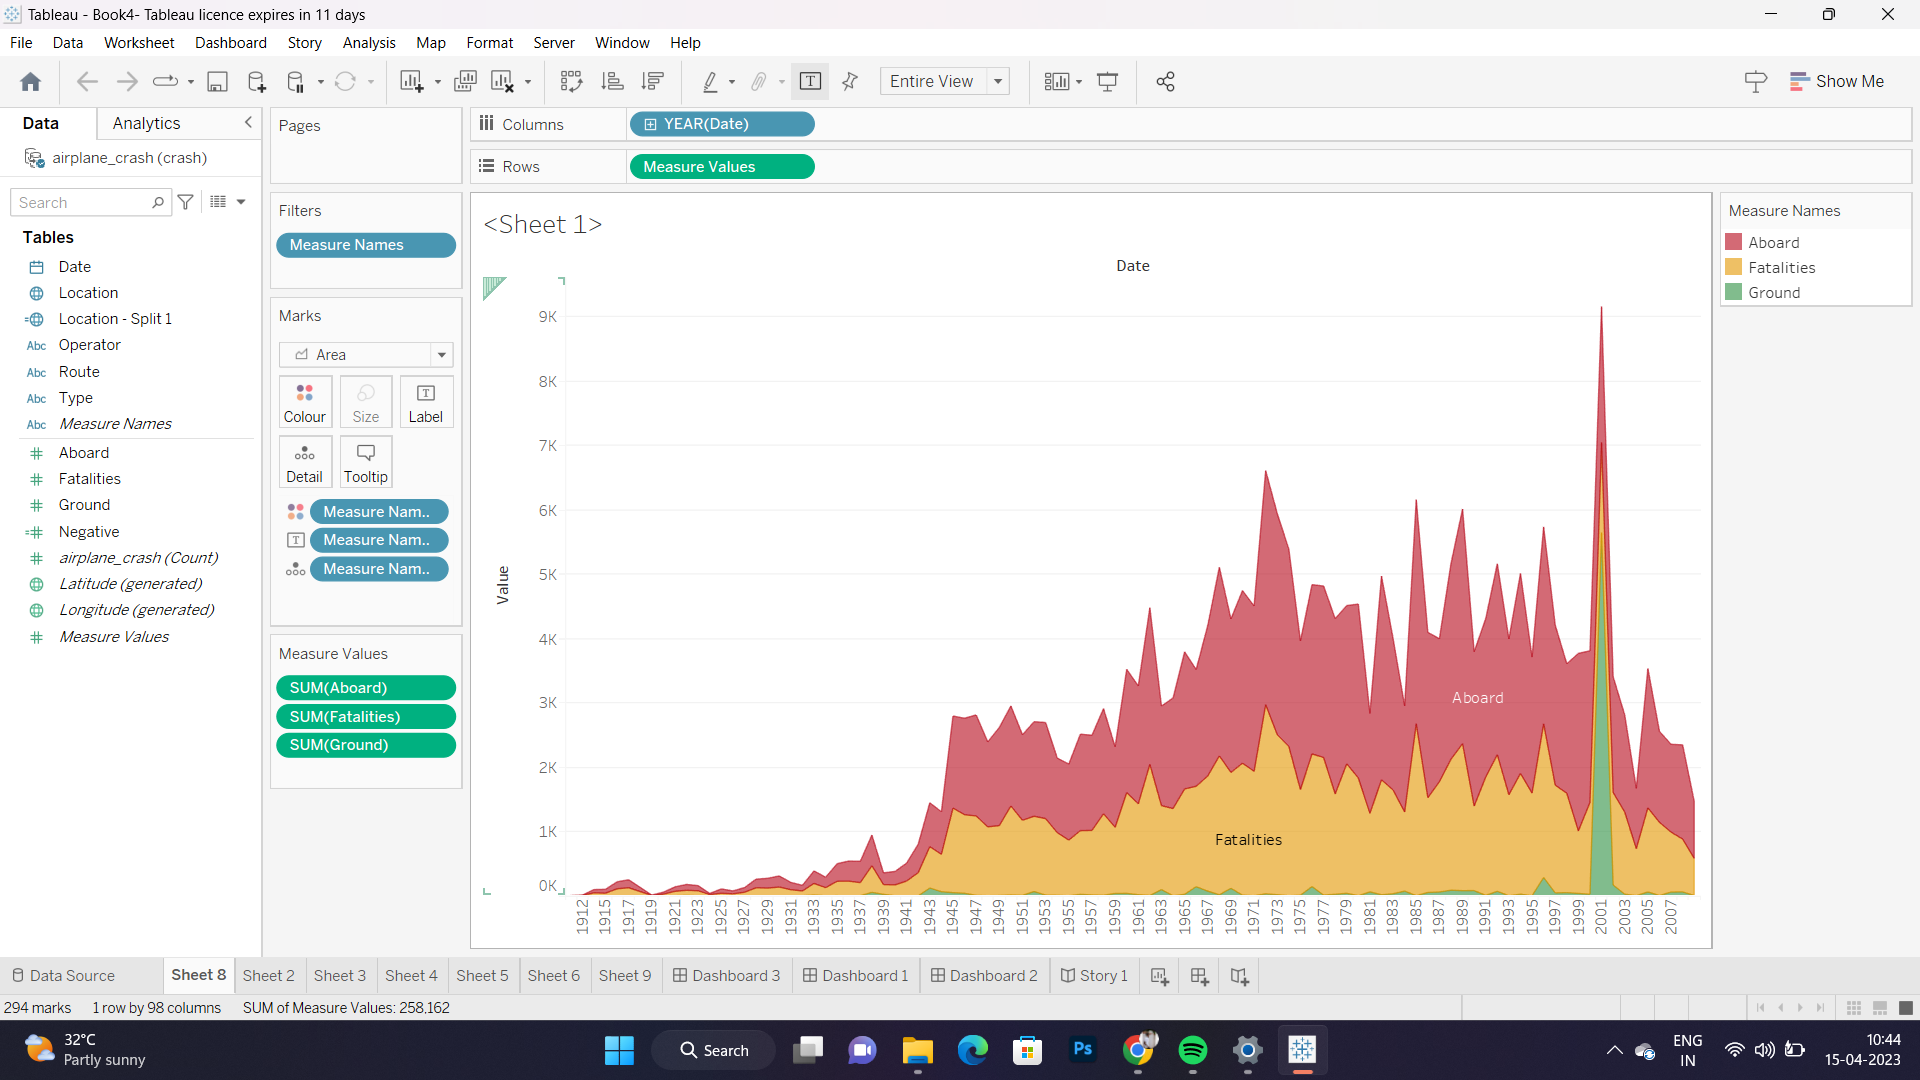 Tableau - Book4- Tableau licence expires in 11 days
File Data Worksheet Dashboard Story Analysis Map Format Server Window Help
Entire View
Show Me
Data Analytics
airplane_crash (crash)
Search
Tables
Date
Location
Location - Split 1
Abc Operator
Abc Route
Abc Type
Abc Measure Names
Aboard
Fatalities
Ground
Negative
airplane_crash (Count)
Latitude (generated)
Longitude (generated)
Measure Values
Pages
Filters
Measure Names
Marks
Area
Colour Size Label
Detail Tooltip
Measure Nam..
Measure Nam..
Measure Nam..
Measure Values
SUM(Aboard)
SUM(Fatalities)
SUM(Ground)
Columns YEAR(Date)
Rows Measure Values
<Sheet 1>
Date
Value
9K
8K
7K
6K
5K
4K
3K
2K
1K
0K
Aboard
Fatalities
1912 1915 1917 1919 1921 1923 1925 1927 1929 1931 1933 1935 1937 1939 1941 1943 1945 1947 1949 1951 1953 1955 1957 1959 1961 1963 1965 1967 1969 1971 1973 1975 1977 1979 1981 1983 1985 1987 1989 1991 1993 1995 1997 1999 2001 2003 2005 2007
Measure Names
Aboard
Fatalities
Ground
Data Source Sheet 8 Sheet 2 Sheet 3 Sheet 4 Sheet 5 Sheet 6 Sheet 9 Dashboard 3 Dashboard 1 Dashboard 2 Story 1
294 marks 1 row by 98 columns SUM of Measure Values: 258,162
32°C
Partly sunny
Search
Ps
ENG
IN
10:44
15-04-2023